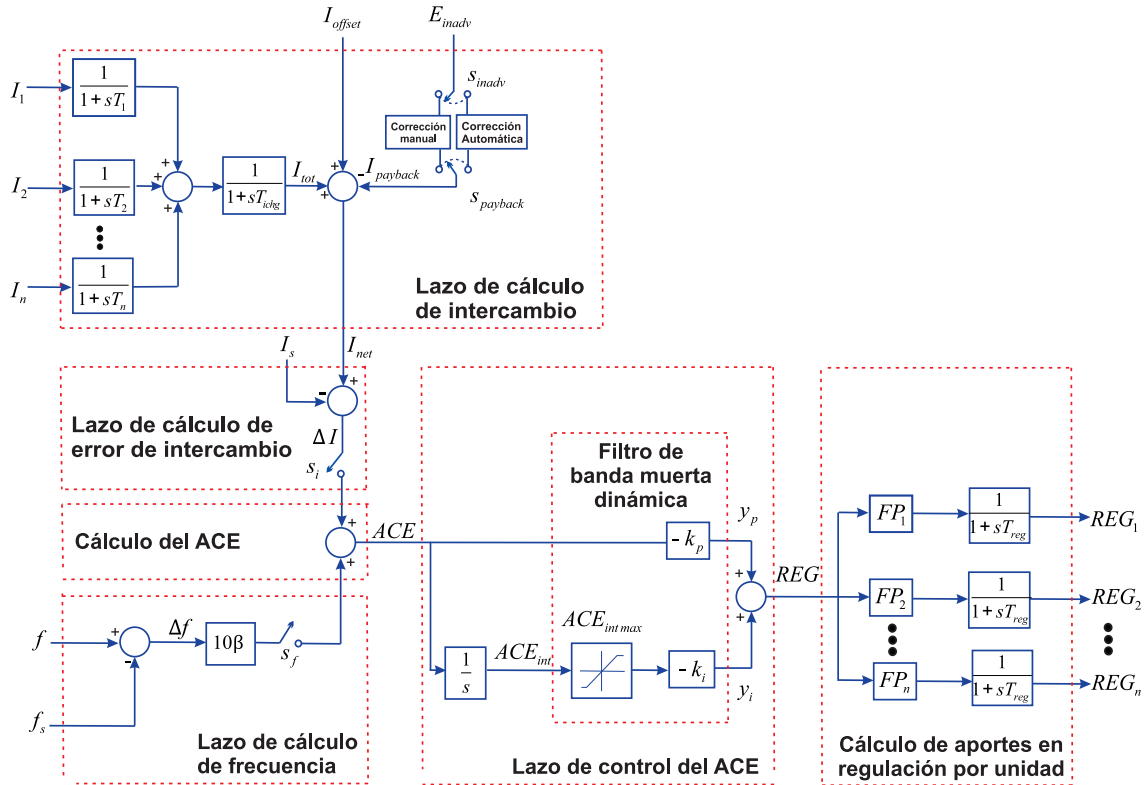 I_offset
E_inadv
s_inadv
I_1
1
1 + sT_1
Corrección
manual
Corrección
Automática
+
+
+
I_2
1
1 + sT_2
1
1+sT_ichg
I_tot
+
+
- I_payback
s_payback
I_n
1
1+sT_n
Lazo de cálculo
de intercambio
I_s
I_net
+
-
Lazo de cálculo de
error de intercambio
Δ I
s_i
Filtro de
banda muerta
dinámica
Cálculo del ACE
+
+
ACE
- k_p
y_p
f
+
-
Δf
10β
s_f
1
s
ACE_int
ACE_int max
- k_i
y_i
+
+
REG
f_s
Lazo de cálculo
de frecuencia
Lazo de control del ACE
FP_1
1
1+sT_reg
REG_1
FP_2
1
1+sT_reg
REG_2
FP_n
1
1+sT_reg
REG_n
Cálculo de aportes en
regulación por unidad